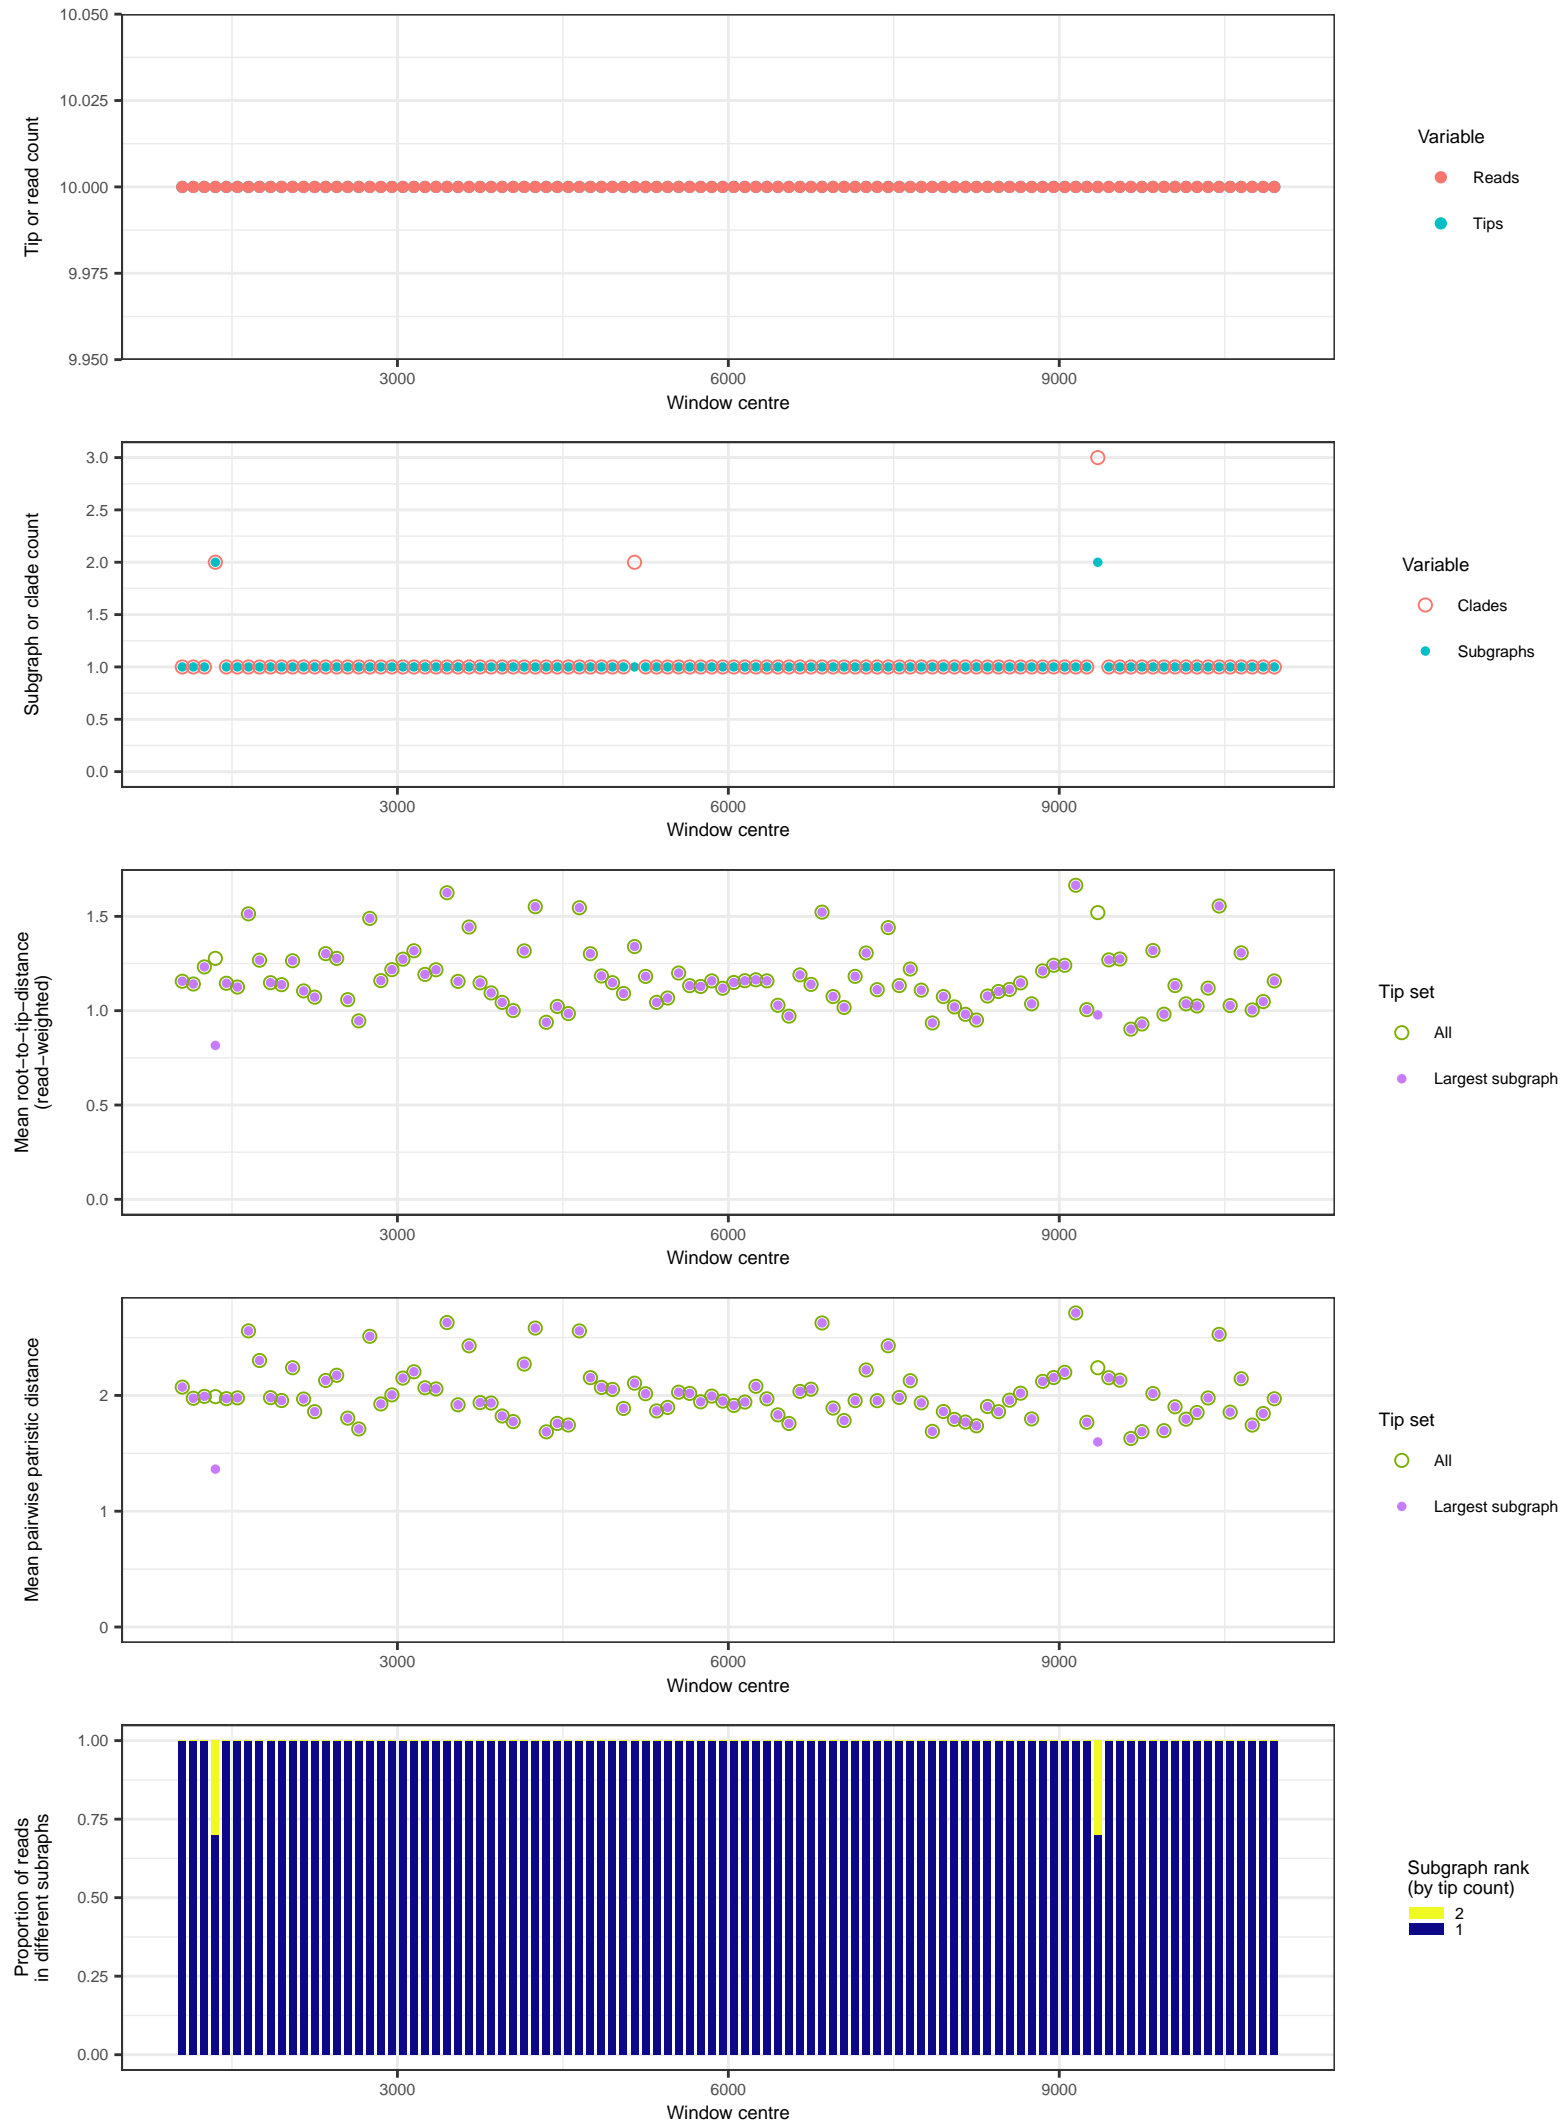 10.050
10.025
10.000
9.975
9.950
Tip or read count
3000 6000 9000
Window centre
Variable
Reads
Tips
3.0
2.5
2.0
1.5
1.0
0.5
0.0
Subgraph or clade count
3000 6000 9000
Window centre
Variable
Clades
Subgraphs
1.5
1.0
0.5
0.0
Mean root−to−tip−distance
(read−weighted)
3000 6000 9000
Window centre
Tip set
All
Largest subgraph
2
1
0
Mean pairwise patristic distance
3000 6000 9000
Window centre
Tip set
All
Largest subgraph
1.00
0.75
0.50
0.25
0.00
Proportion of reads
in different subraphs
3000 6000 9000
Window centre
Subgraph rank
(by tip count)
2
1